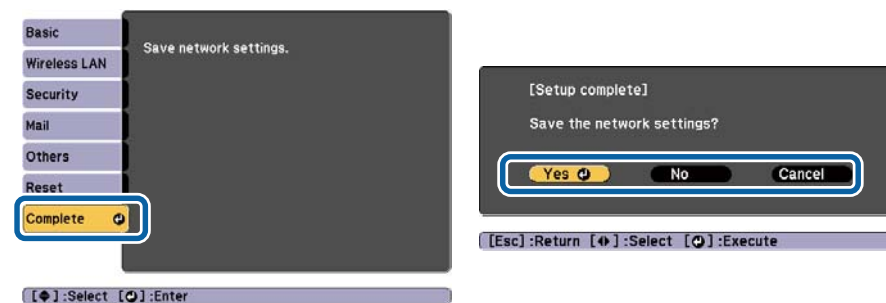 Basic
Wireless LAN
Security
Mail
Others
Reset
Complete
Save network settings.
[ ] :Select [ ] :Enter
[Setup complete]
Save the network settings?
Yes No Cancel
[Esc] :Return [ ] :Select [ ] :Execute